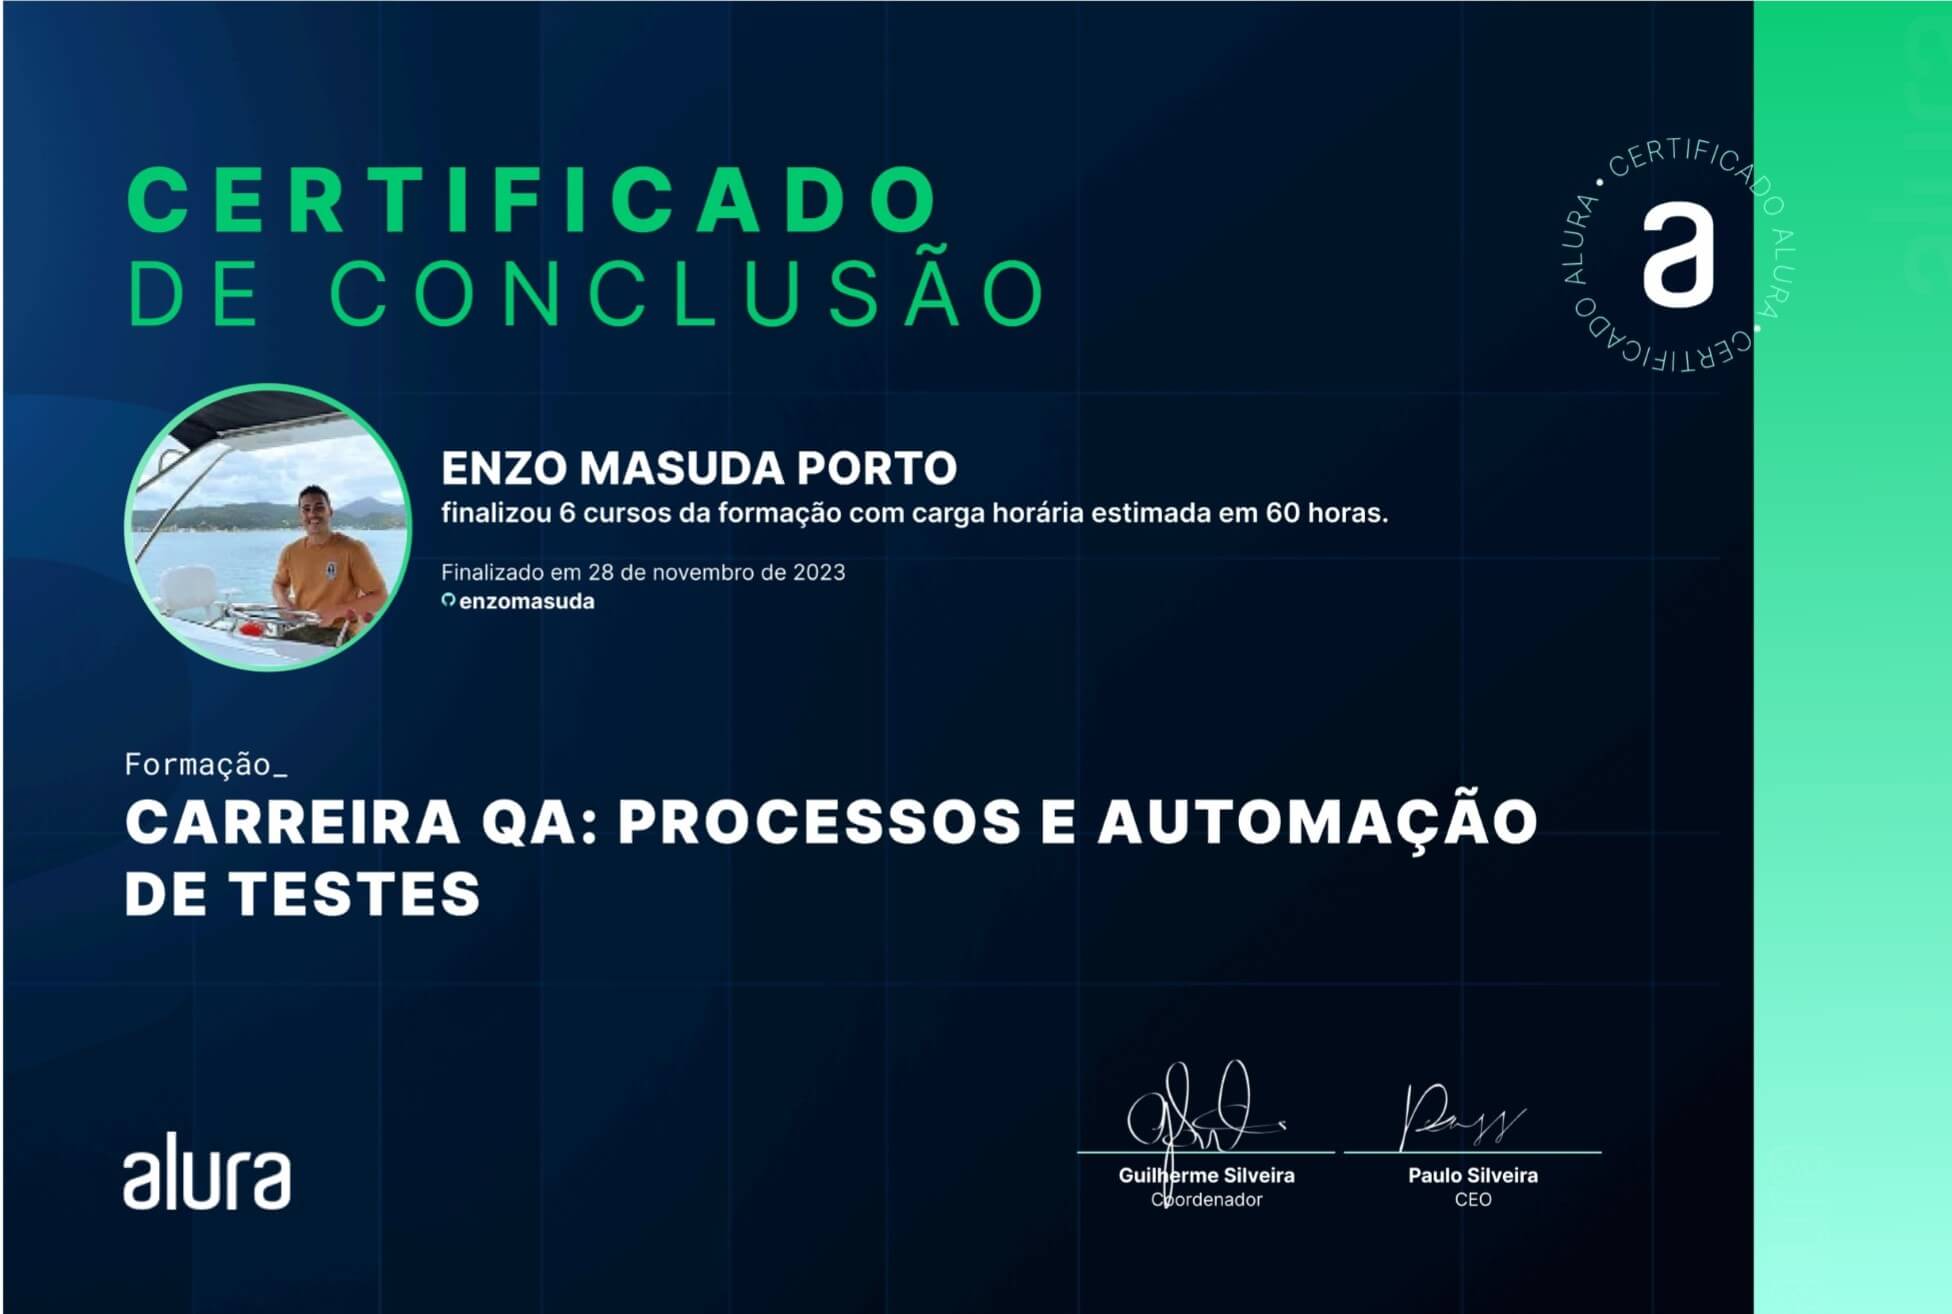 CERTIFICADO
DE CONCLUSÃO
CERTIFICADO ALURA • CERTIFICADO ALURA •
a
ENZO MASUDA PORTO
finalizou 6 cursos da formação com carga horária estimada em 60 horas.
Finalizado em 28 de novembro de 2023
enzomasuda
Formação_
CARREIRA QA: PROCESSOS E AUTOMAÇÃO
DE TESTES
alura
Guilherme Silveira
Coordenador
Paulo Silveira
CEO